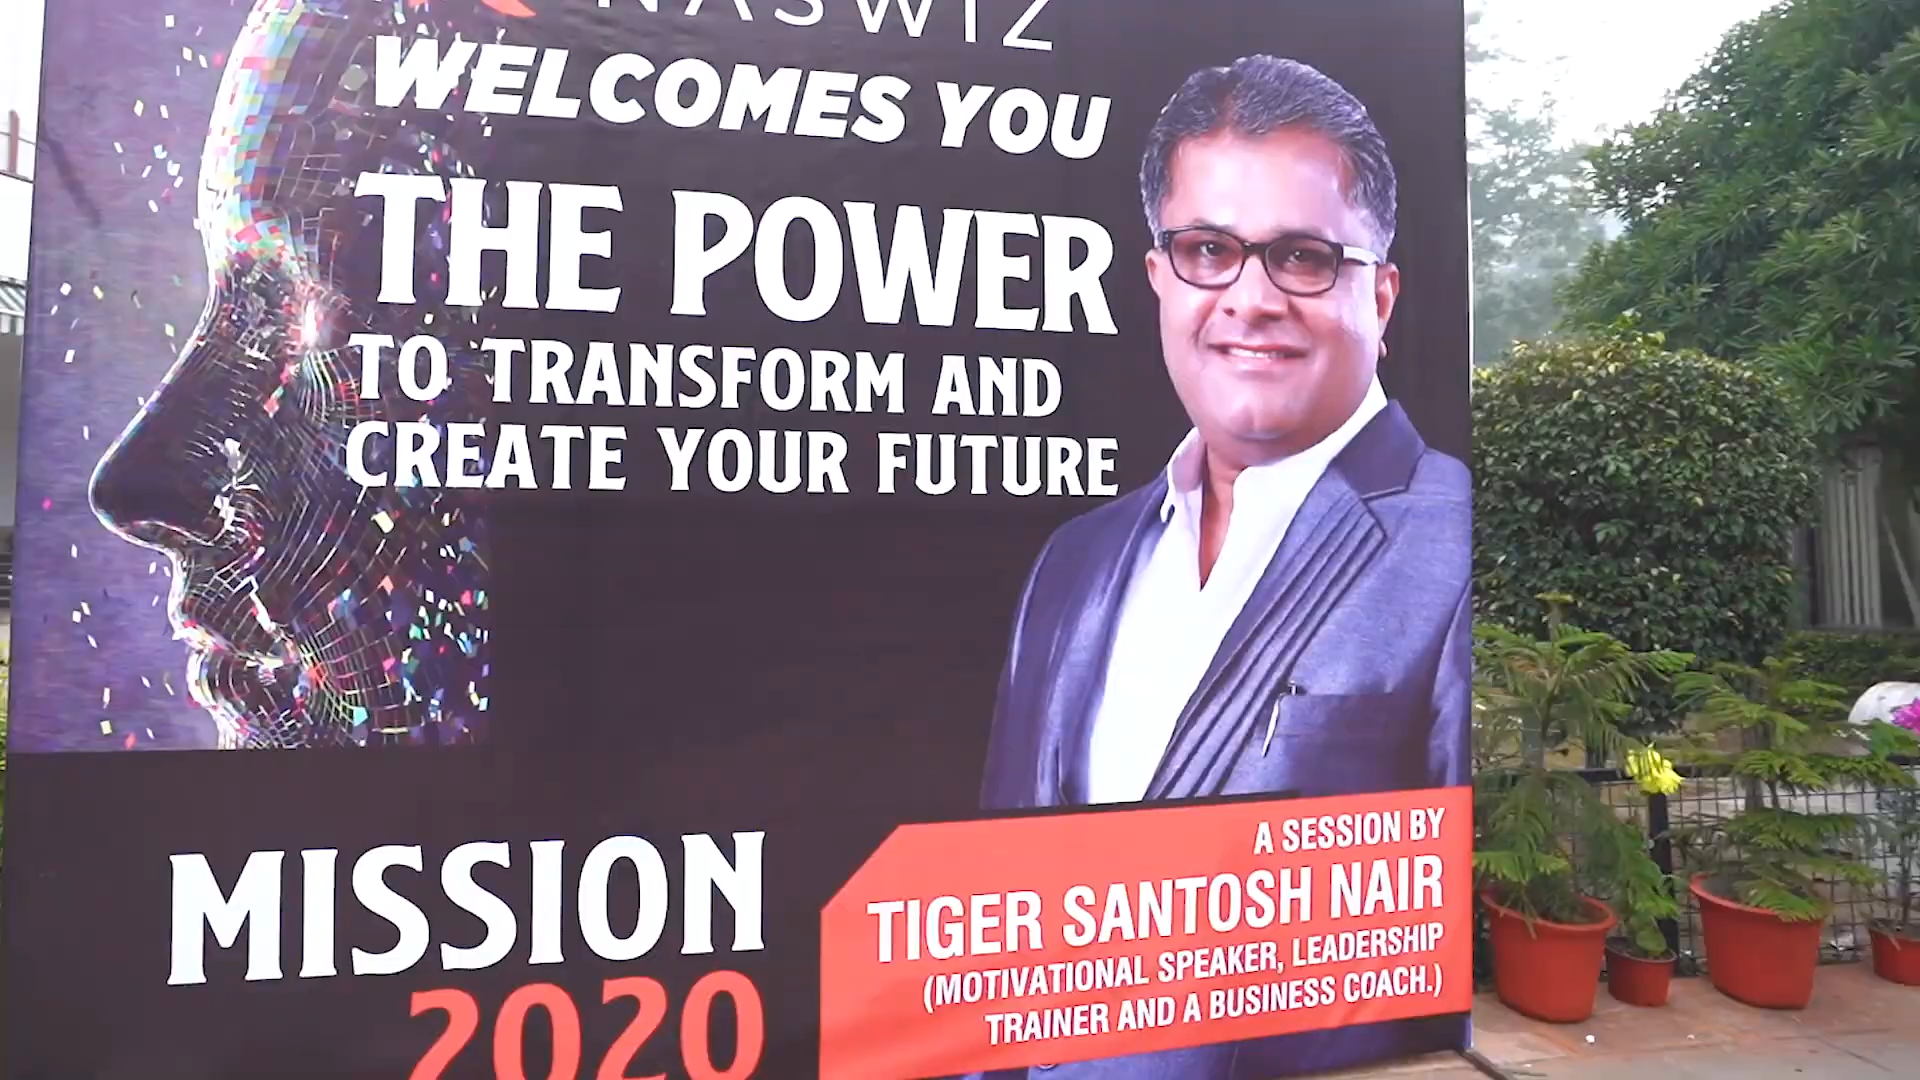 NASWIZ
WELCOMES YOU
THE POWER
TO TRANSFORM AND
CREATE YOUR FUTURE
MISSION
2020
A SESSION BY
TIGER SANTOSH NAIR
(MOTIVATIONAL SPEAKER, LEADERSHIP
TRAINER AND A BUSINESS COACH.)